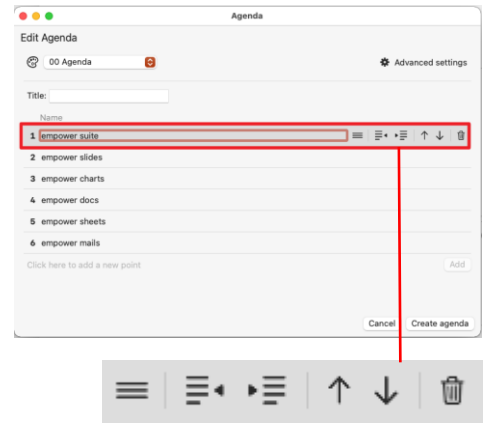 Agenda
Edit Agenda
00 Agenda
Advanced settings
Title:
Name
1 empower suite
2 empower slides
3 empower charts
4 empower docs
5 empower sheets
6 empower mails
Click here to add a new point Add
Cancel Create agenda